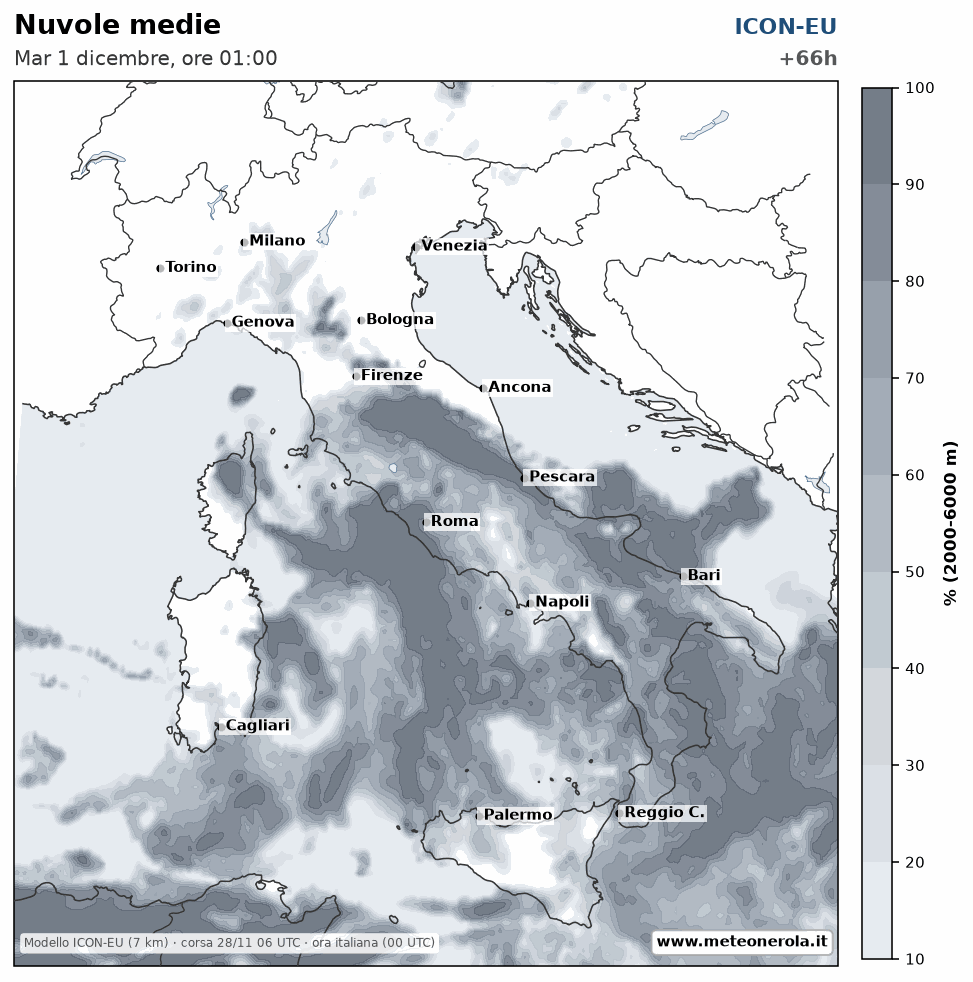 Nuvole medie
ICON-EU
Mar 1 dicembre, ore 01:00
+66h
Milano
Venezia
Torino
Genova
Bologna
Firenze
Ancona
Pescara
Roma
Bari
Napoli
Cagliari
Palermo
Reggio C.
Modello ICON-EU (7 km) · corsa 28/11 06 UTC · ora italiana (00 UTC)
www.meteonerola.it
100
90
80
70
60
50
40
30
20
10
% (2000-6000 m)